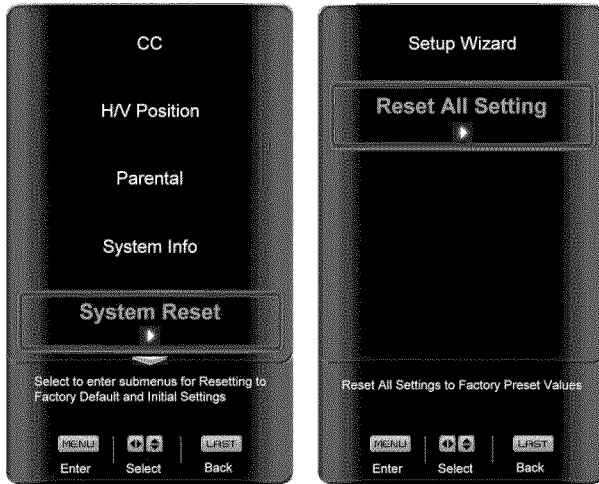 CC
H/V Position
Parental
System Info
System Reset
Select to enter submenus for Resetting to
Factory Default and Initial Settings
MENU LAST
Enter Select Back
Setup Wizard
Reset All Setting
Reset All Settings to Factory Preset Values
MENU LAST
Enter Select Back